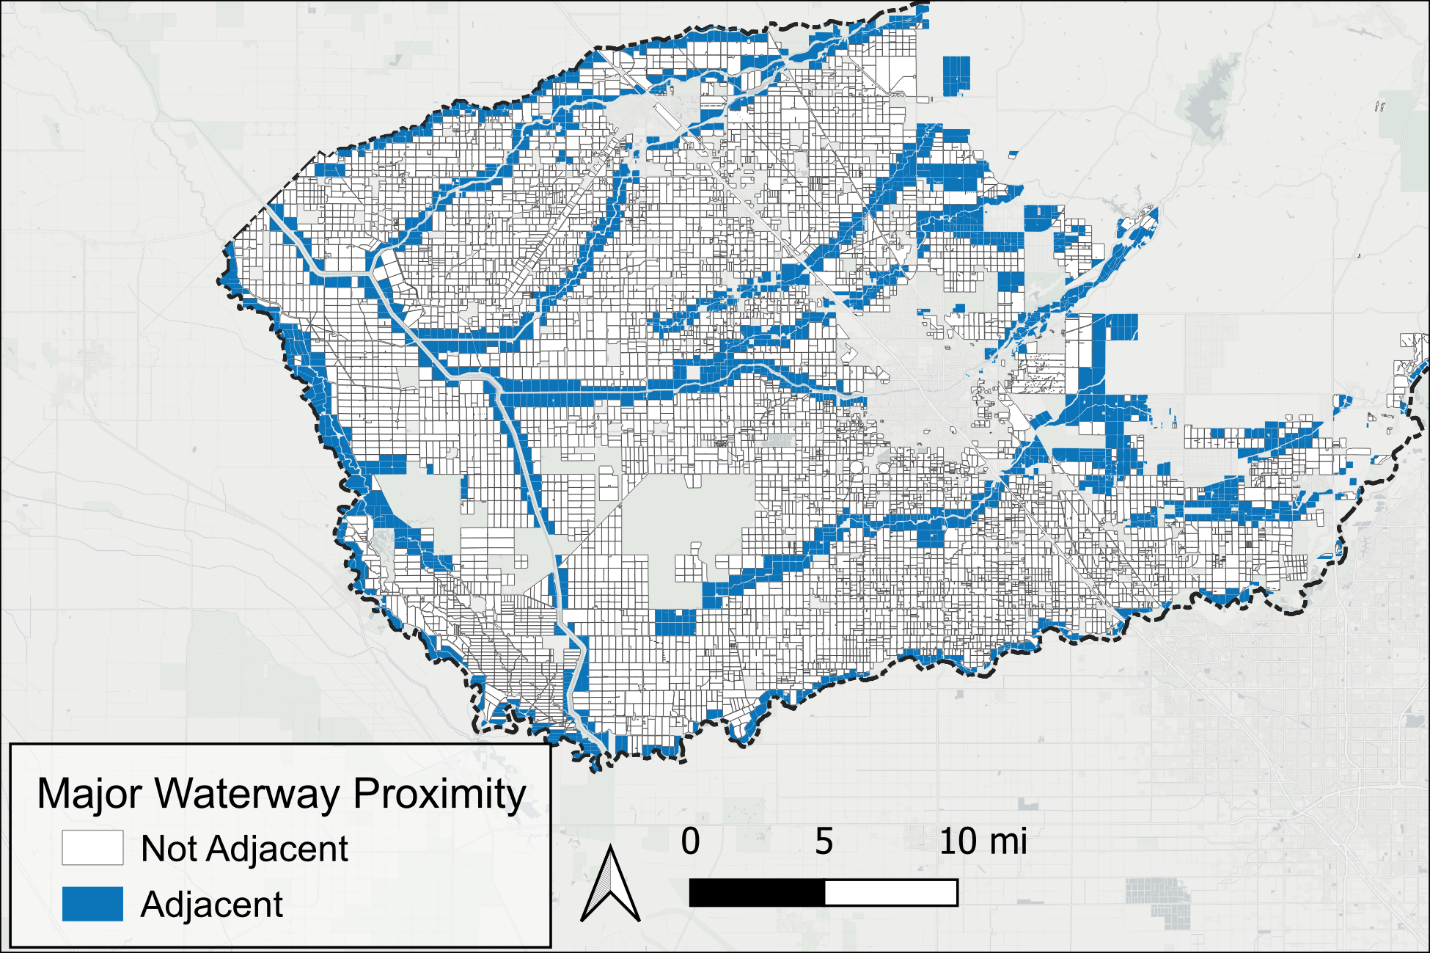 Major Waterway Proximity
Not Adjacent
Adjacent
0 5 10 mi